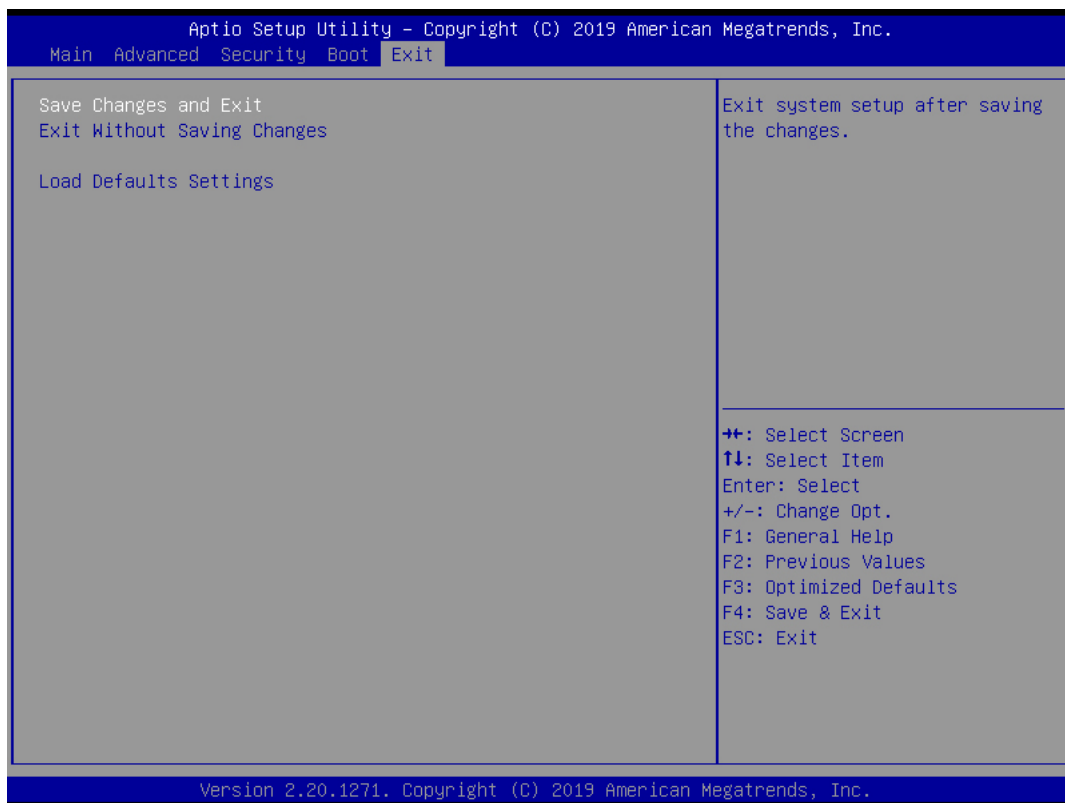 Aptio Setup Utility – Copyright (C) 2019 American Megatrends, Inc.
Main Advanced Security Boot Exit
Save Changes and Exit
Exit Without Saving Changes
Load Defaults Settings
Exit system setup after saving
the changes.
→←: Select Screen
↑↓: Select Item
Enter: Select
+/-: Change Opt.
F1: General Help
F2: Previous Values
F3: Optimized Defaults
F4: Save & Exit
ESC: Exit
Version 2.20.1271. Copyright (C) 2019 American Megatrends, Inc.